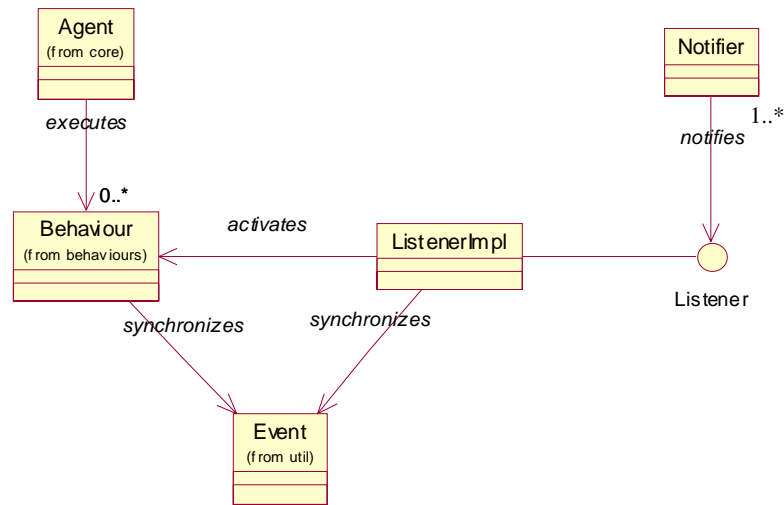 Agent
(from core)
Notifier
1..*
executes
notifies
0..*
Behaviour
(from behaviours)
activates
ListenerImpl
Listener
synchronizes
synchronizes
Event
(from util)